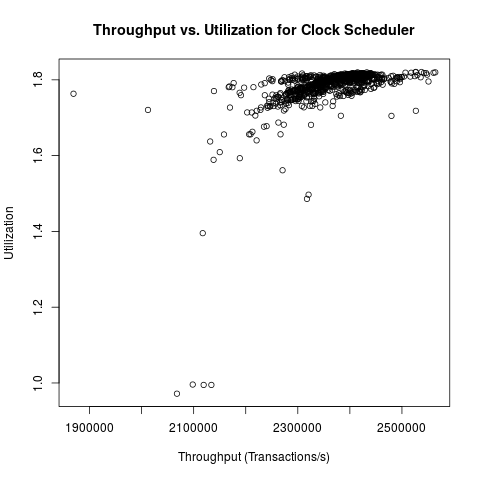 Throughput vs. Utilization for Clock Scheduler
1.8
1.6
1.4
1.2
1.0
Utilization
1900000 2100000 2300000 2500000
Throughput (Transactions/s)